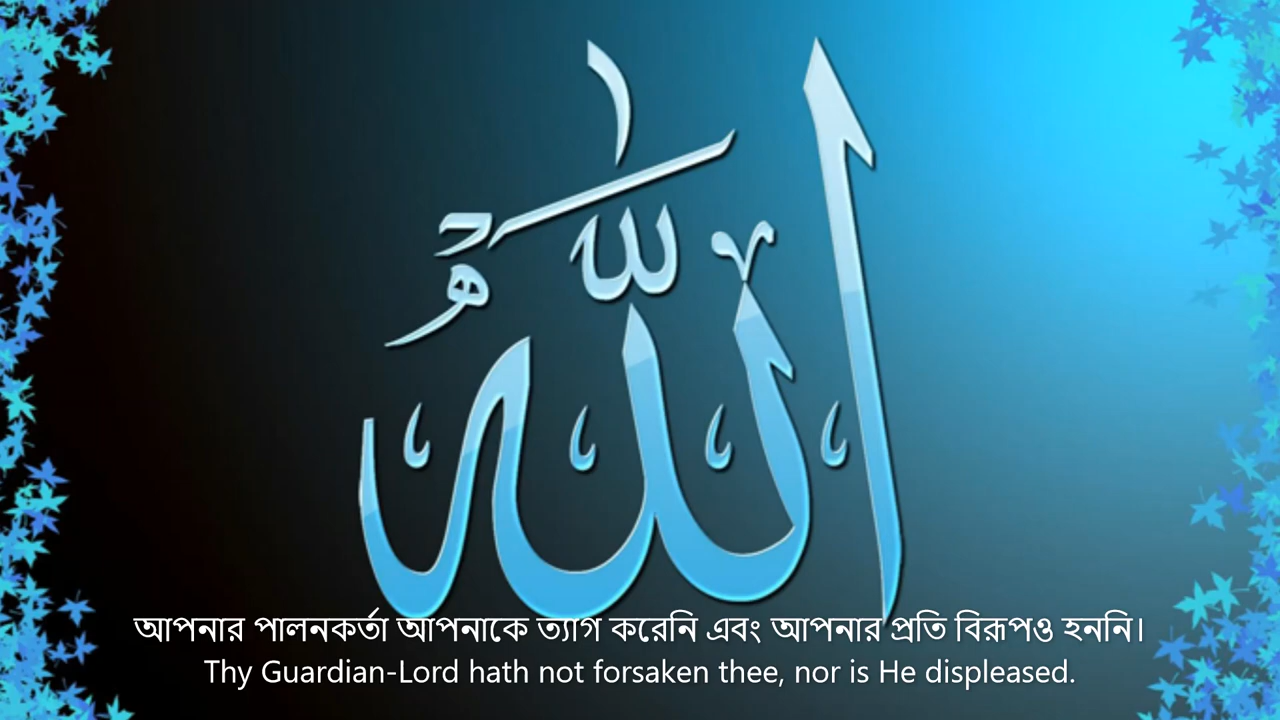 الله
আপনার পালনকর্তা আপনাকে ত্যাগ করেনি এবং আপনার প্রতি বিরূপও হননি।
Thy Guardian-Lord hath not forsaken thee, nor is He displeased.